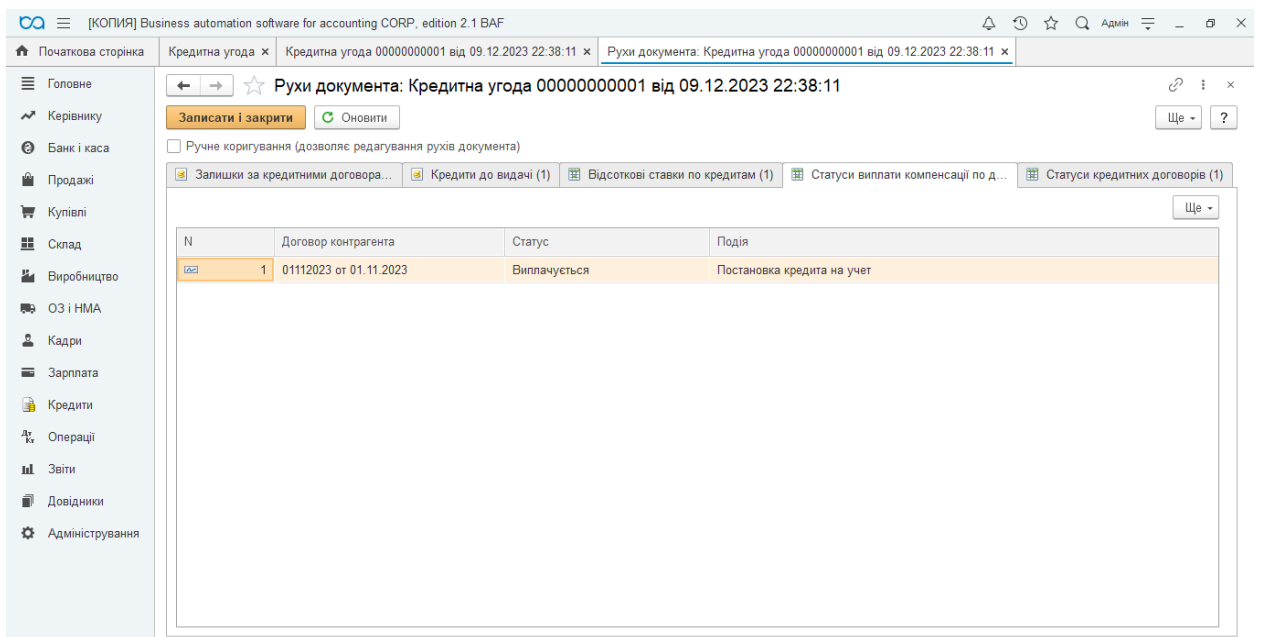 [КОПИЯ] Business automation software for accounting CORP, edition 2.1 BAF
Адмін
Початкова сторінка
Кредитна угода ×
Кредитна угода 00000000001 від 09.12.2023 22:38:11 ×
Рухи документа: Кредитна угода 00000000001 від 09.12.2023 22:38:11 ×
Головне
Керівнику
Банк і каса
Продажі
Купівлі
Склад
Виробництво
ОЗ і НМА
Кадри
Зарплата
Кредити
Дт Кт Операції
Звіти
Довідники
Адміністрування
Рухи документа: Кредитна угода 00000000001 від 09.12.2023 22:38:11
Записати і закрити
Оновити
Ще
?
Ручне коригування (дозволяє редагування рухів документа)
Залишки за кредитними договора...
Кредити до видачі (1)
Відсоткові ставки по кредитам (1)
Статуси виплати компенсації по д...
Статуси кредитних договорів (1)
Ще
N Договор контрагента Статус Подія
1 01112023 от 01.11.2023 Виплачується Постановка кредита на учет